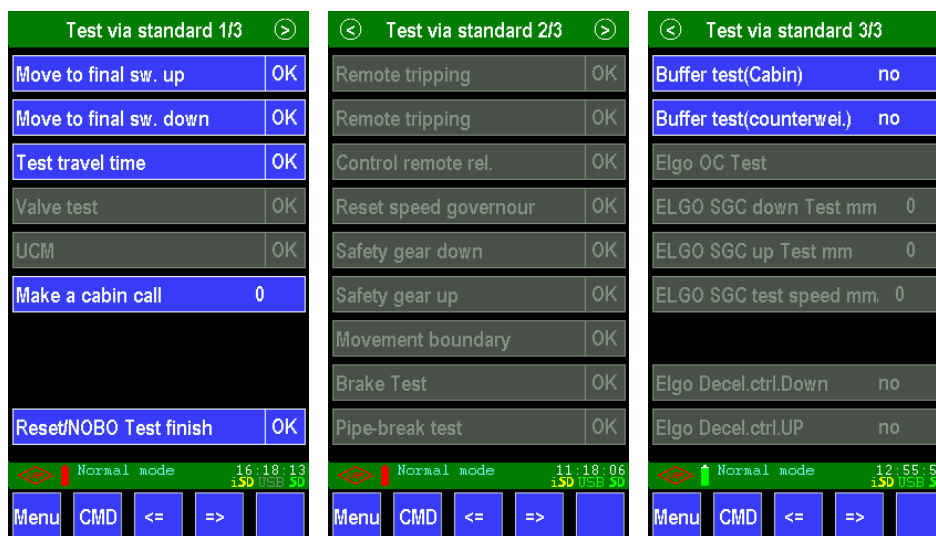 Test via standard 1/3 >
Move to final sw. up OK
Move to final sw. down OK
Test travel time OK
Valve test OK
UCM OK
Make a cabin call 0
Reset/NOBO Test finish OK
Normal mode 16:18:13
iSD USB SD
Menu CMD <= =>
< Test via standard 2/3 >
Remote tripping OK
Remote tripping OK
Control remote rel. OK
Reset speed governour OK
Safety gear down OK
Safety gear up OK
Movement boundary OK
Brake Test OK
Pipe-break test OK
Normal mode 11:18:06
iSD USB SD
Menu CMD <= =>
< Test via standard 3/3
Buffer test(Cabin) no
Buffer test(counterwei.) no
Elgo OC Test
ELGO SGC down Test mm 0
ELGO SGC up Test mm 0
ELGO SGC test speed mm. 0
Elgo Decel.ctrl.Down no
Elgo Decel.ctrl.UP no
Normal mode 12:55:5
iSD USB S
Menu CMD <= =>